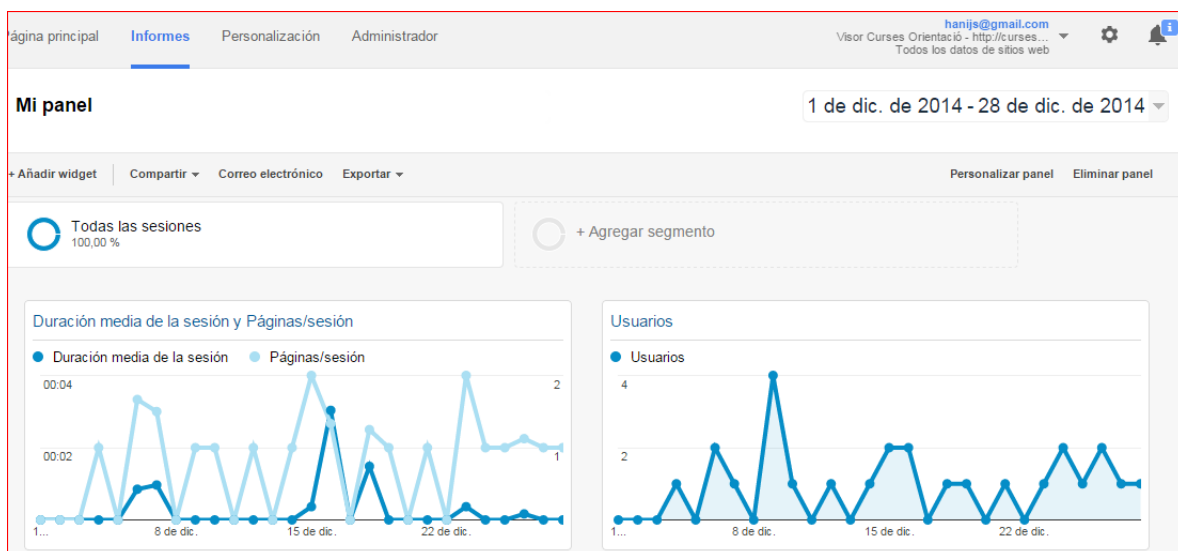 Página principal Informes Personalización Administrador
hanijs@gmail.com
Visor Curses Orientació - http://curses...
Todos los datos de sitios web
i
Mi panel
1 de dic. de 2014 - 28 de dic. de 2014
+ Añadir widget Compartir Correo electrónico Exportar Personalizar panel Eliminar panel
Todas las sesiones
100,00 %
+ Agregar segmento
Duración media de la sesión y Páginas/sesión
Duración media de la sesión Páginas/sesión
00:04 2
00:02 1
1... 8 de dic. 15 de dic. 22 de dic.
Usuarios
Usuarios
4
2
1... 8 de dic. 15 de dic. 22 de dic.